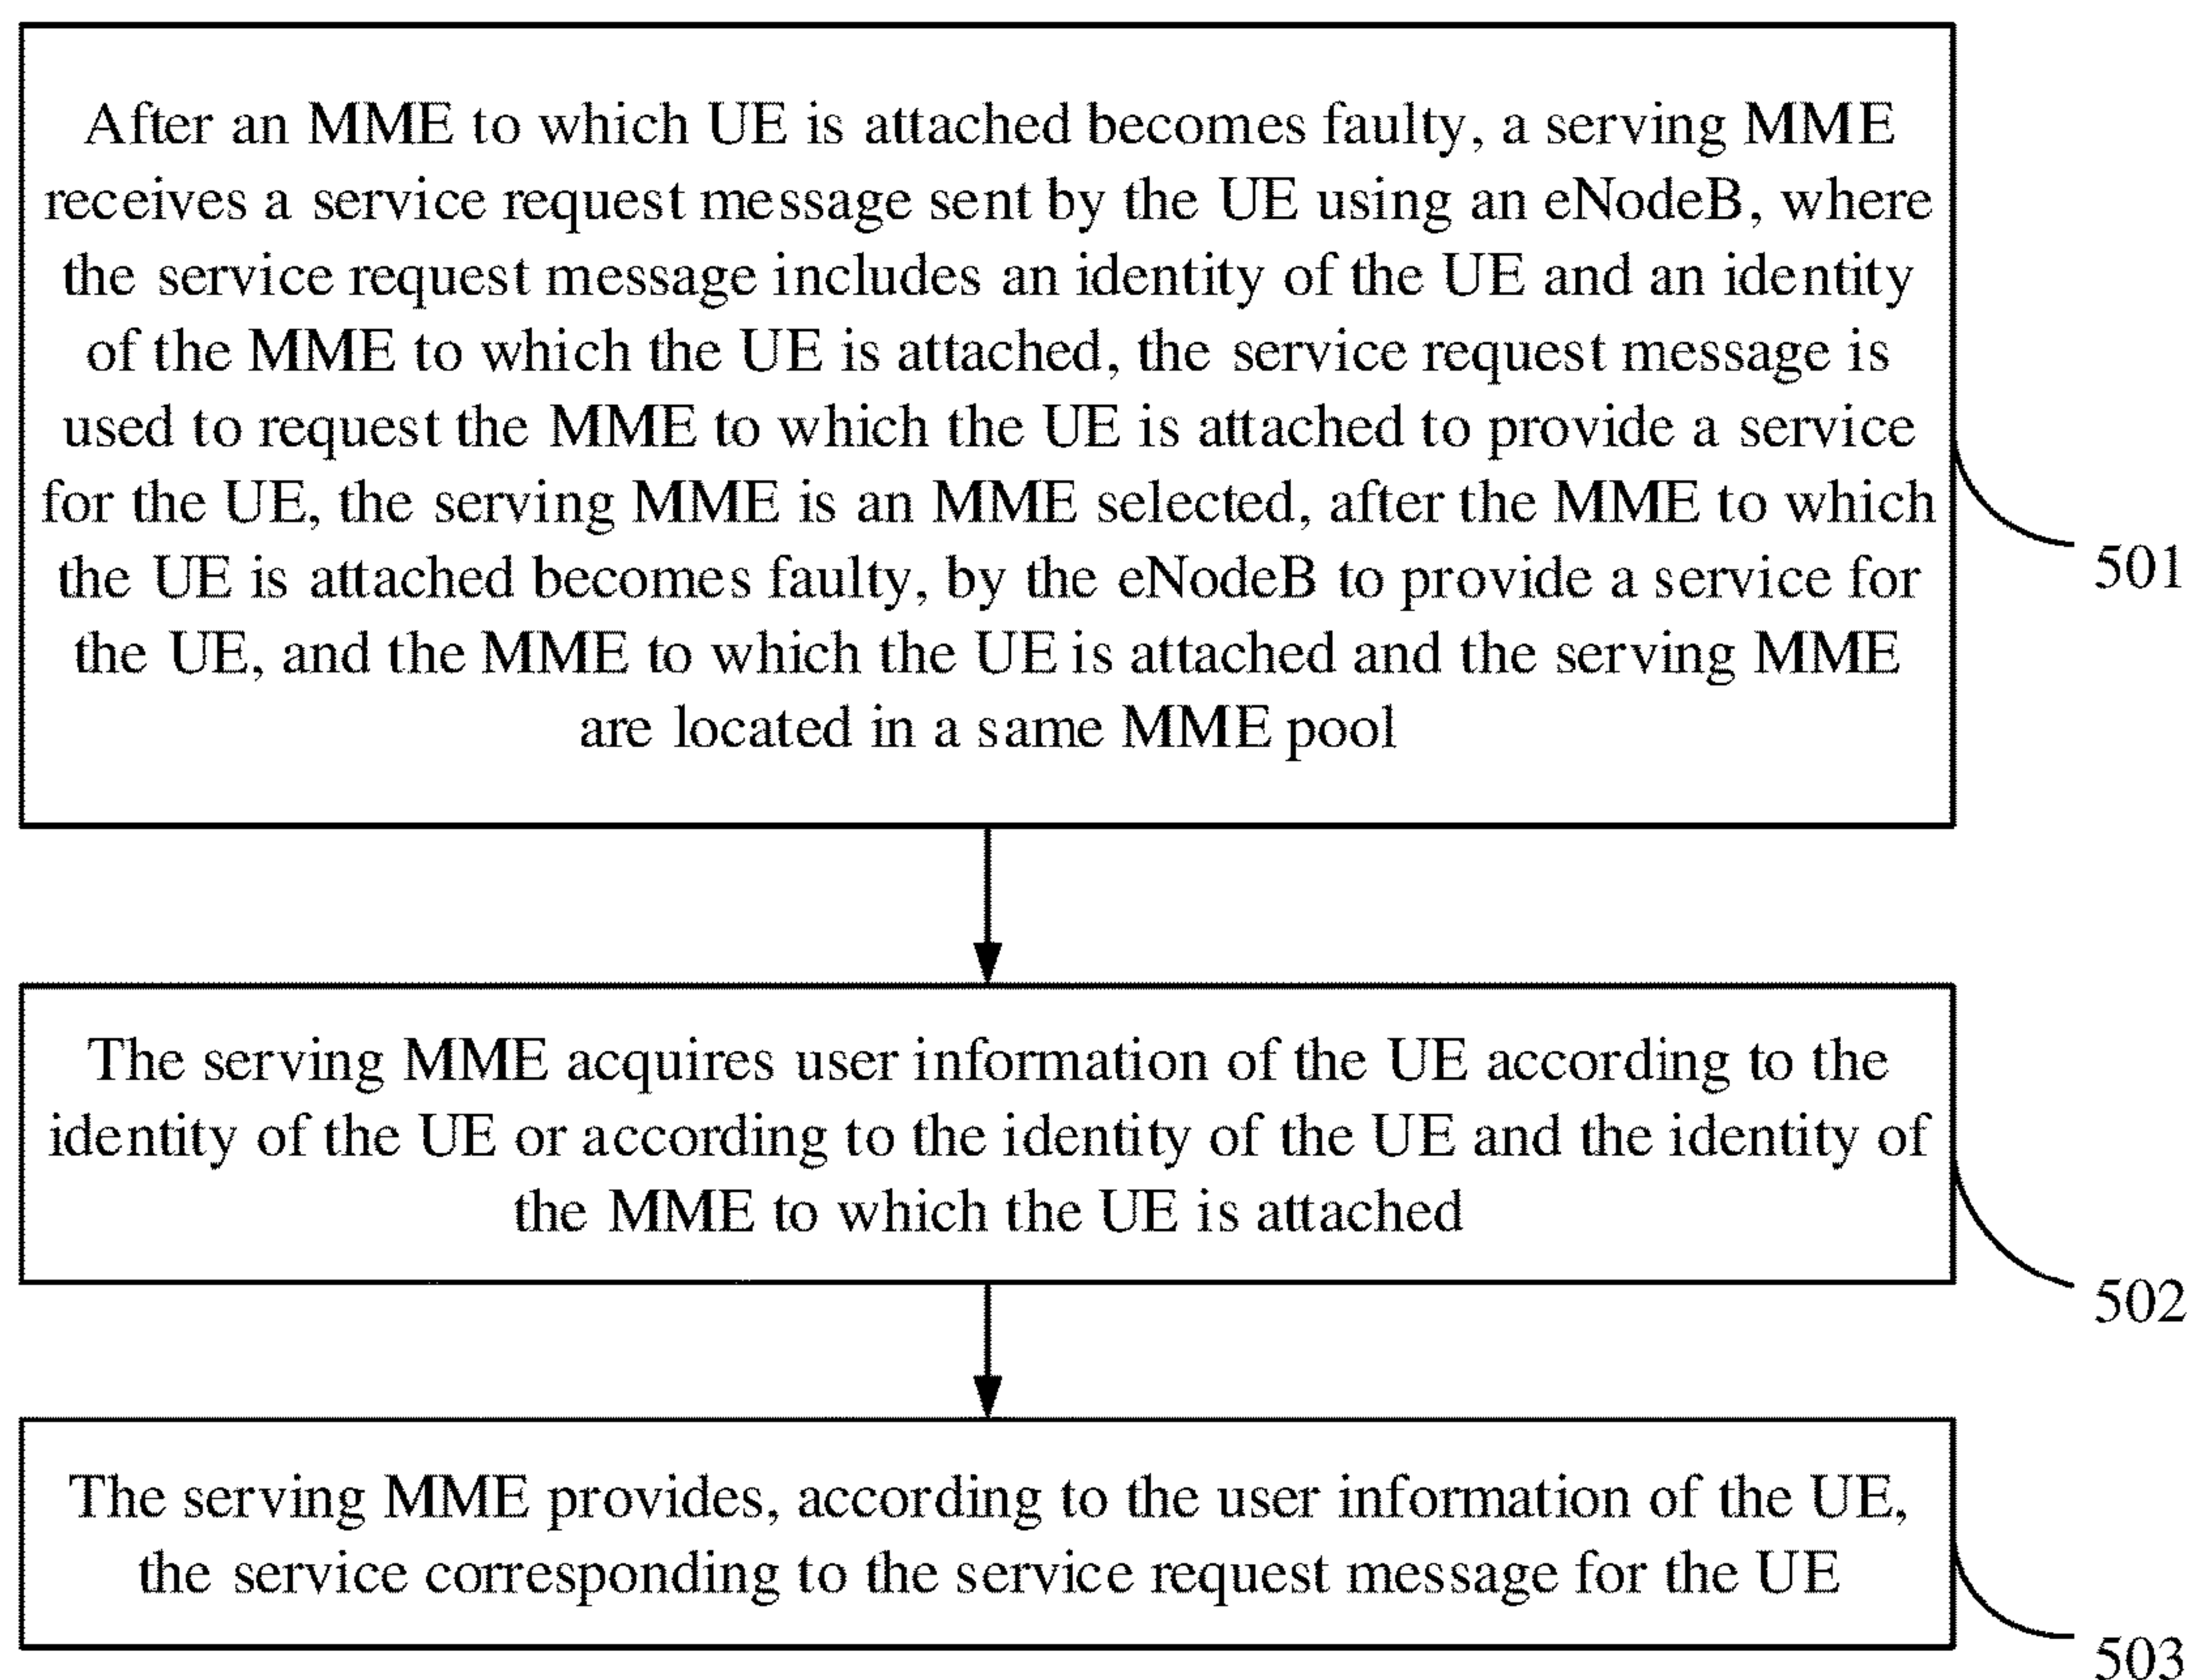 After an MME to which UE is attached becomes faulty, a serving MME
receives a service request message sent by the UE using an eNodeB, where
the service request message includes an identity of the UE and an identity
of the MME to which the UE is attached, the service request message is
used to request the MME to which the UE is attached to provide a service
for the UE, the serving MME is an MME selected, after the MME to which
the UE is attached becomes faulty, by the eNodeB to provide a service for
the UE, and the MME to which the UE is attached and the serving MME
are located in a same MME pool
501
The serving MME acquires user information of the UE according to the
identity of the UE or according to the identity of the UE and the identity of
the MME to which the UE is attached
502
The serving MME provides, according to the user information of the UE,
the service corresponding to the service request message for the UE
503